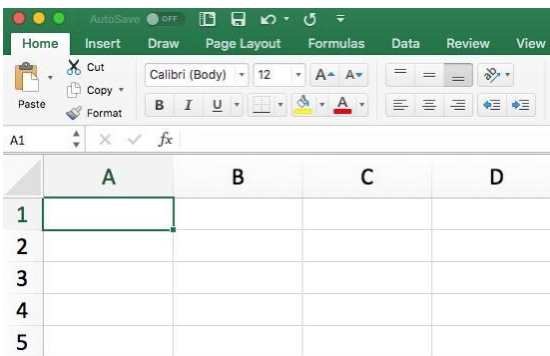 AutoSave OFF
Home Insert Draw Page Layout Formulas Data Review View
Cut
Calibri (Body) 12 A A
Copy
Paste
Format
B I U A
A1 fx
A B C D
1
2
3
4
5